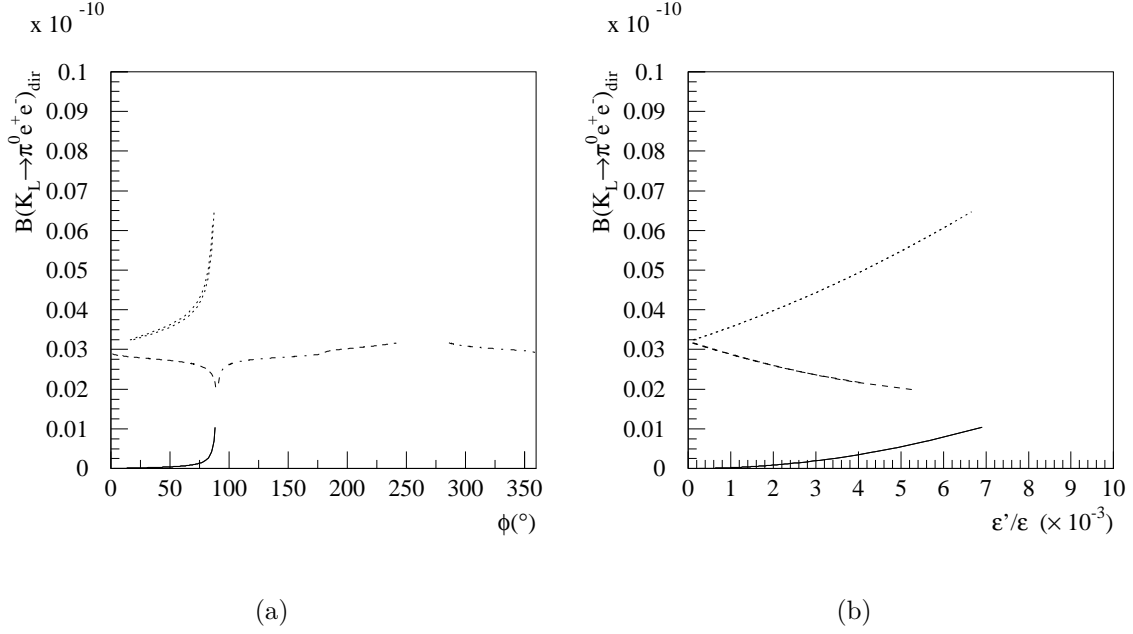 x 10 ⁻¹⁰
B(K_L→π⁰e⁺e⁻)_dir
0.1
0.09
0.08
0.07
0.06
0.05
0.04
0.03
0.02
0.01
0
0 50 100 150 200 250 300 350
ϕ(°)
(a)
x 10 ⁻¹⁰
B(K_L→π⁰e⁺e⁻)_dir
0.1
0.09
0.08
0.07
0.06
0.05
0.04
0.03
0.02
0.01
0
0 1 2 3 4 5 6 7 8 9 10
ε'/ε (× 10⁻³)
(b)